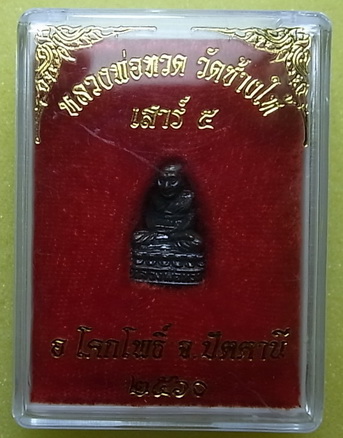 หลวงพ่อทวด วัดช้างให้
เสาร์ ๕
อ.โคกโพธิ์ จ.ปัตตานี
๒๕๖๑